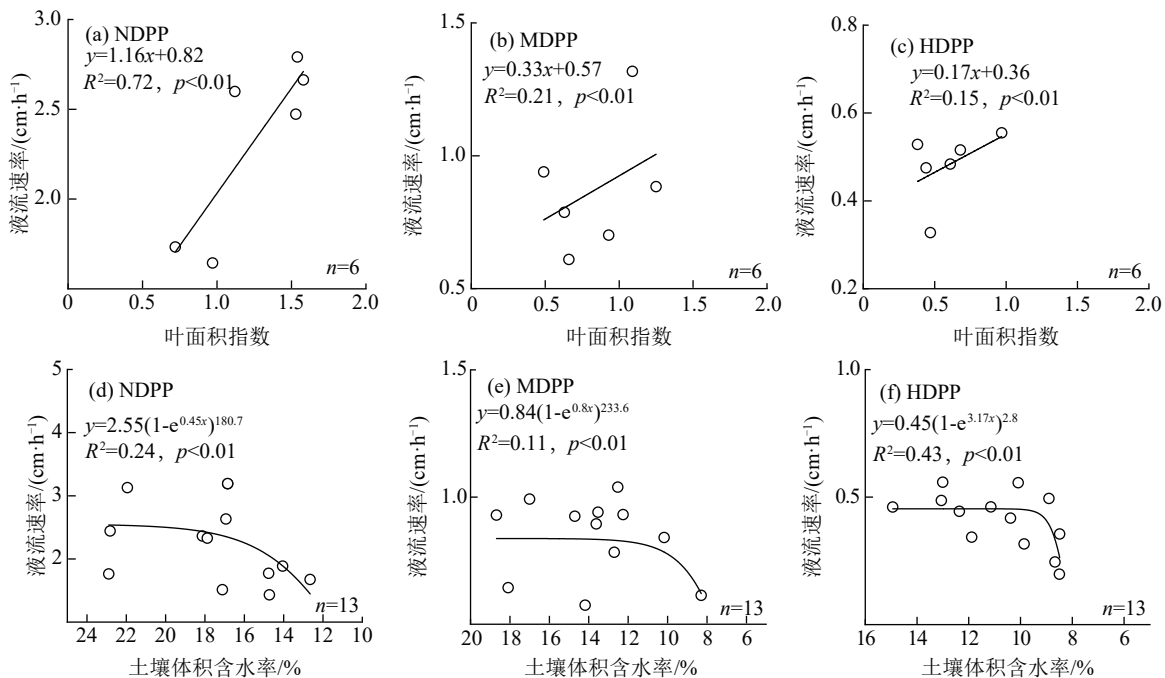 (a) NDPP
y=1.16x+0.82
R²=0.72, p<0.01
n=6
3.0
2.5
2.0
0 0.5 1.0 1.5 2.0
液流速率/(cm·h⁻¹)
叶面积指数
(b) MDPP
y=0.33x+0.57
R²=0.21, p<0.01
n=6
1.5
1.0
0.5
0 0.5 1.0 1.5 2.0
液流速率/(cm·h⁻¹)
叶面积指数
(c) HDPP
y=0.17x+0.36
R²=0.15, p<0.01
n=6
0.8
0.6
0.4
0.2
0 0.5 1.0 1.5 2.0
液流速率/(cm·h⁻¹)
叶面积指数
(d) NDPP
y=2.55(1-e^0.45x)^180.7
R²=0.24, p<0.01
n=13
5
4
3
2
24 22 20 18 16 14 12 10
液流速率/(cm·h⁻¹)
土壤体积含水率/%
(e) MDPP
y=0.84(1-e^0.8x)^233.6
R²=0.11, p<0.01
n=13
1.5
1.0
0.5
20 18 16 14 12 10 8 6
液流速率/(cm·h⁻¹)
土壤体积含水率/%
(f) HDPP
y=0.45(1-e^3.17x)^2.8
R²=0.43, p<0.01
n=13
1.0
0.5
0
16 14 12 10 8 6
液流速率/(cm·h⁻¹)
土壤体积含水率/%